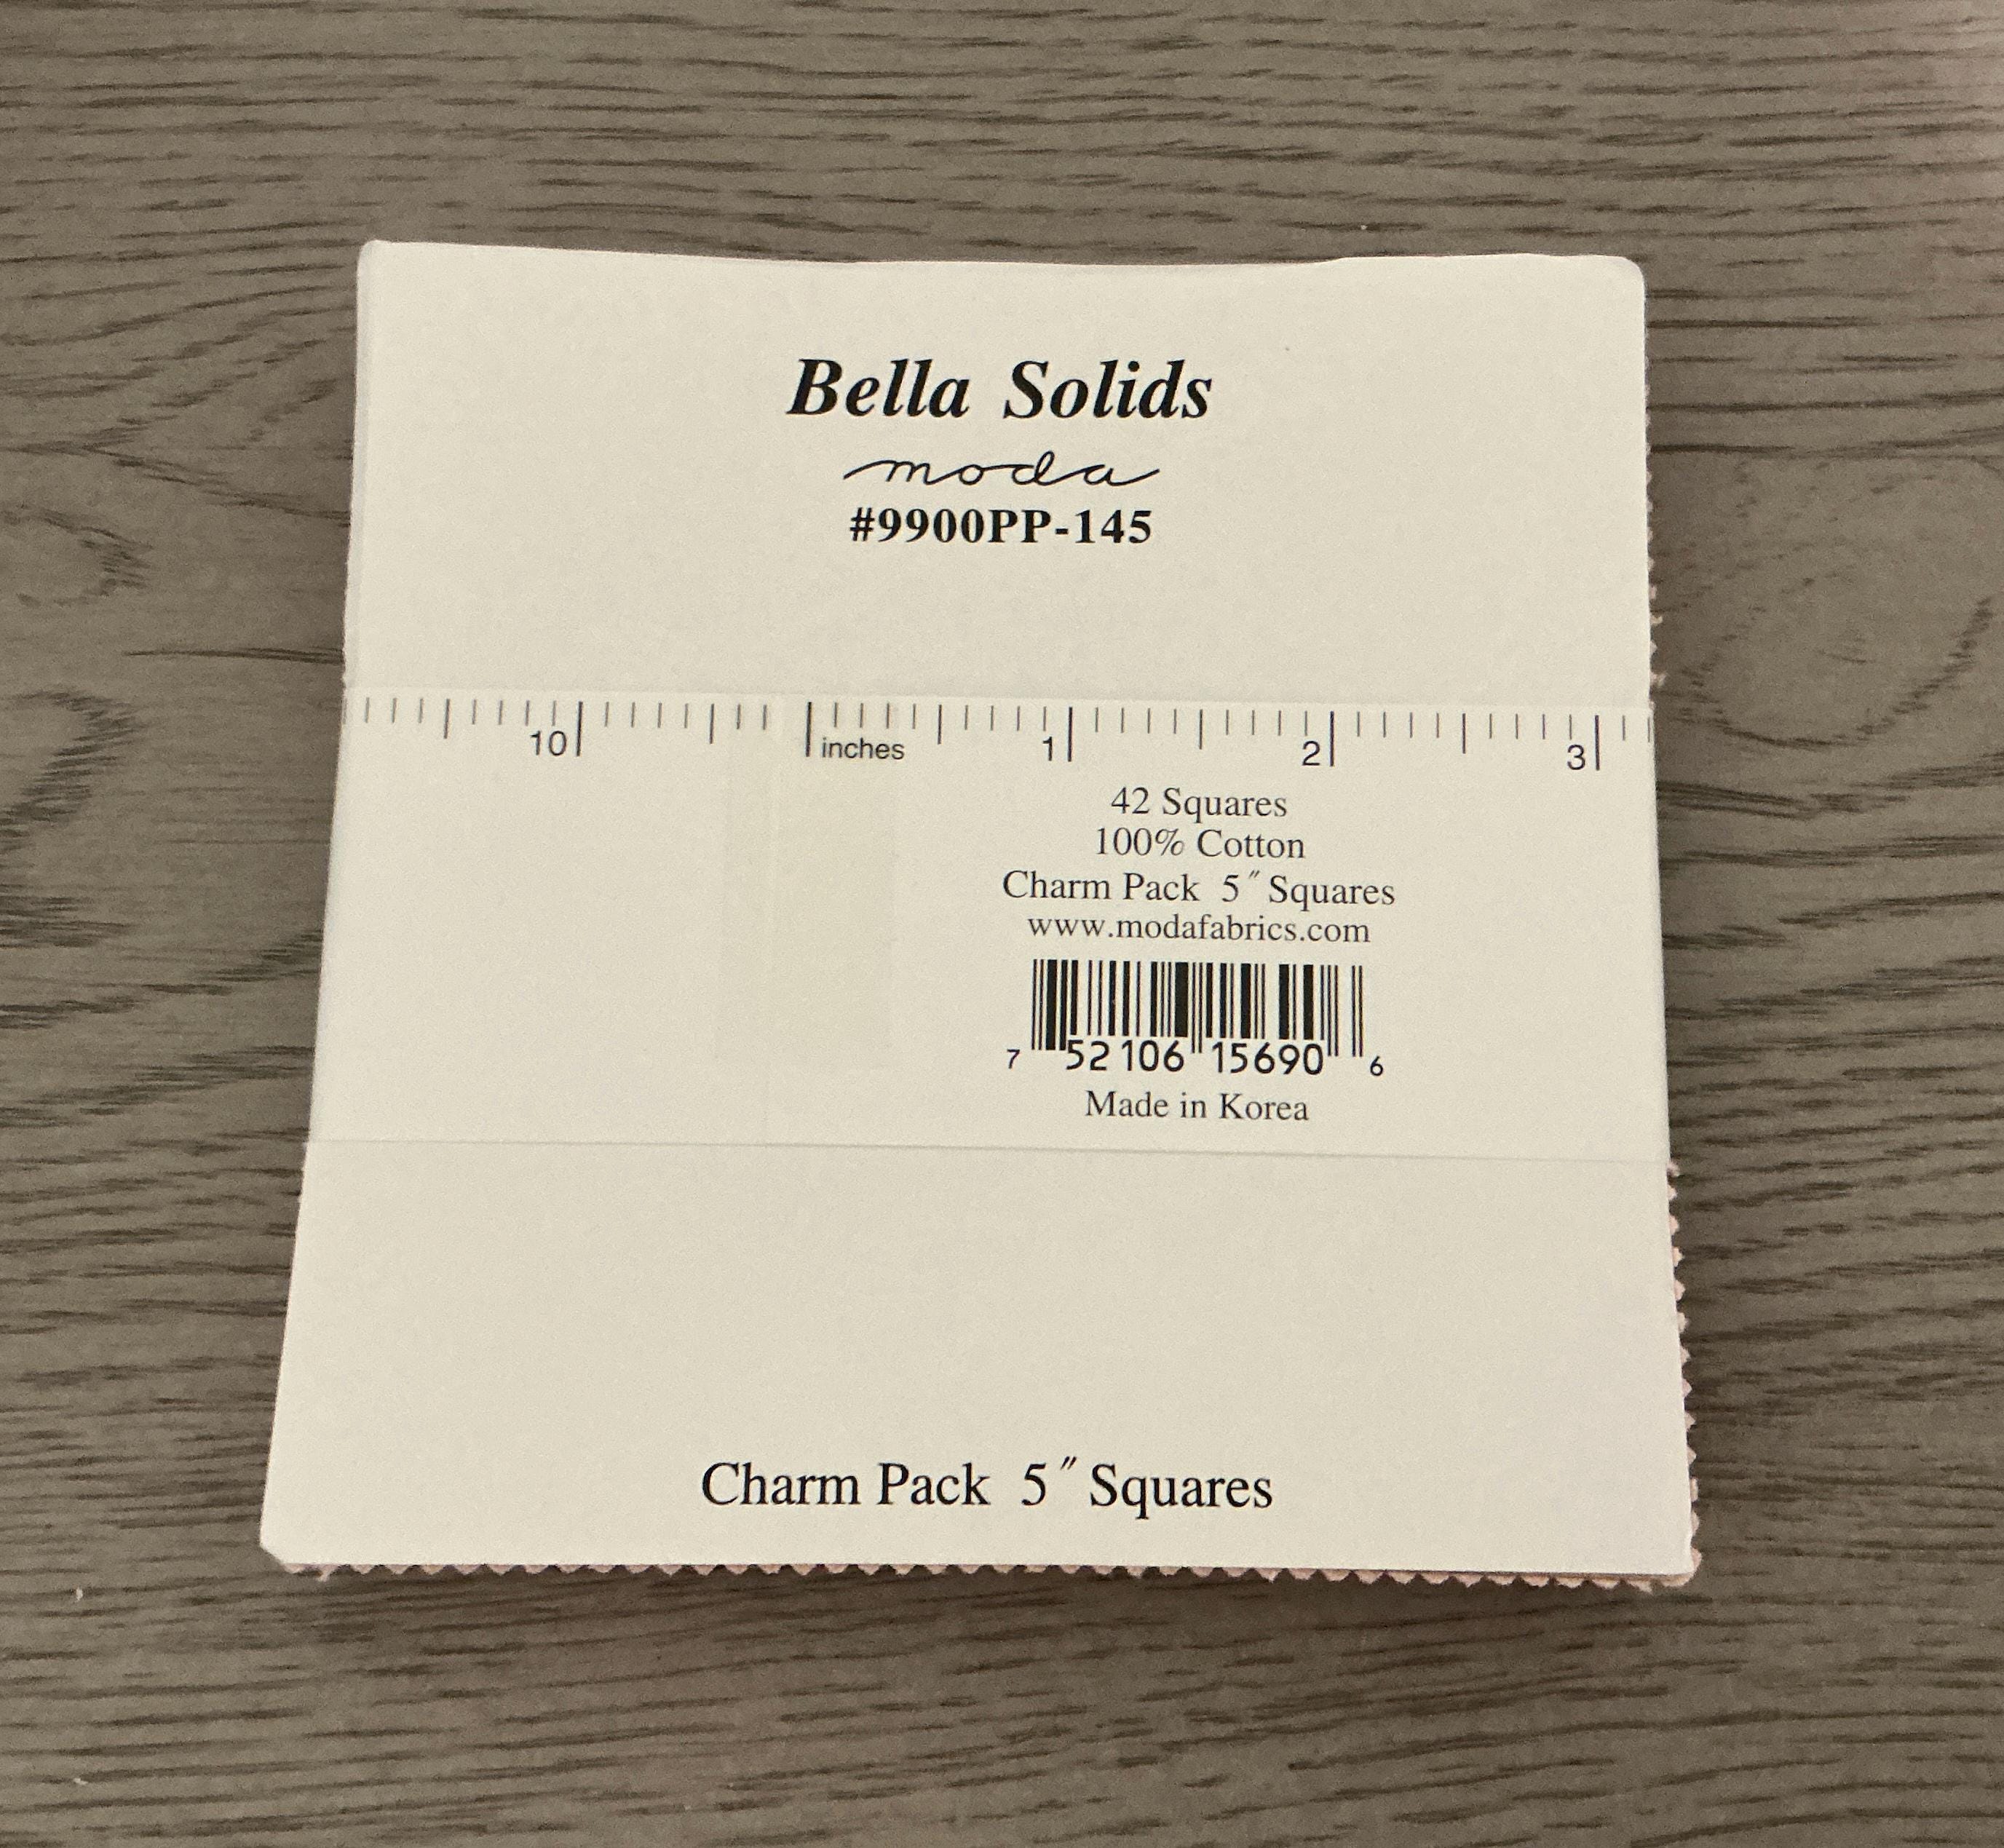 Bella Solids
moda
#9900PP-145
10 inches 1 2 3
42 Squares
100% Cotton
Charm Pack 5″ Squares
www.modafabrics.com
7 52106 15690 6
Made in Korea
Charm Pack 5″ Squares